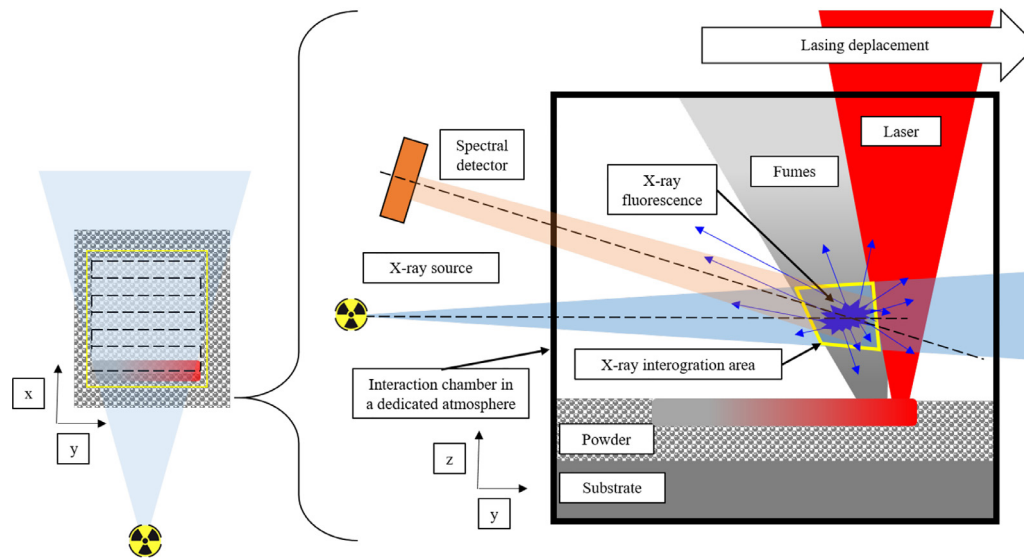 Lasing deplacement
Laser
Spectral
detector
Fumes
X-ray
fluorescence
X-ray source
X-ray interogration area
Interaction chamber in
a dedicated atmosphere
x
y
Powder
z
Substrate
y